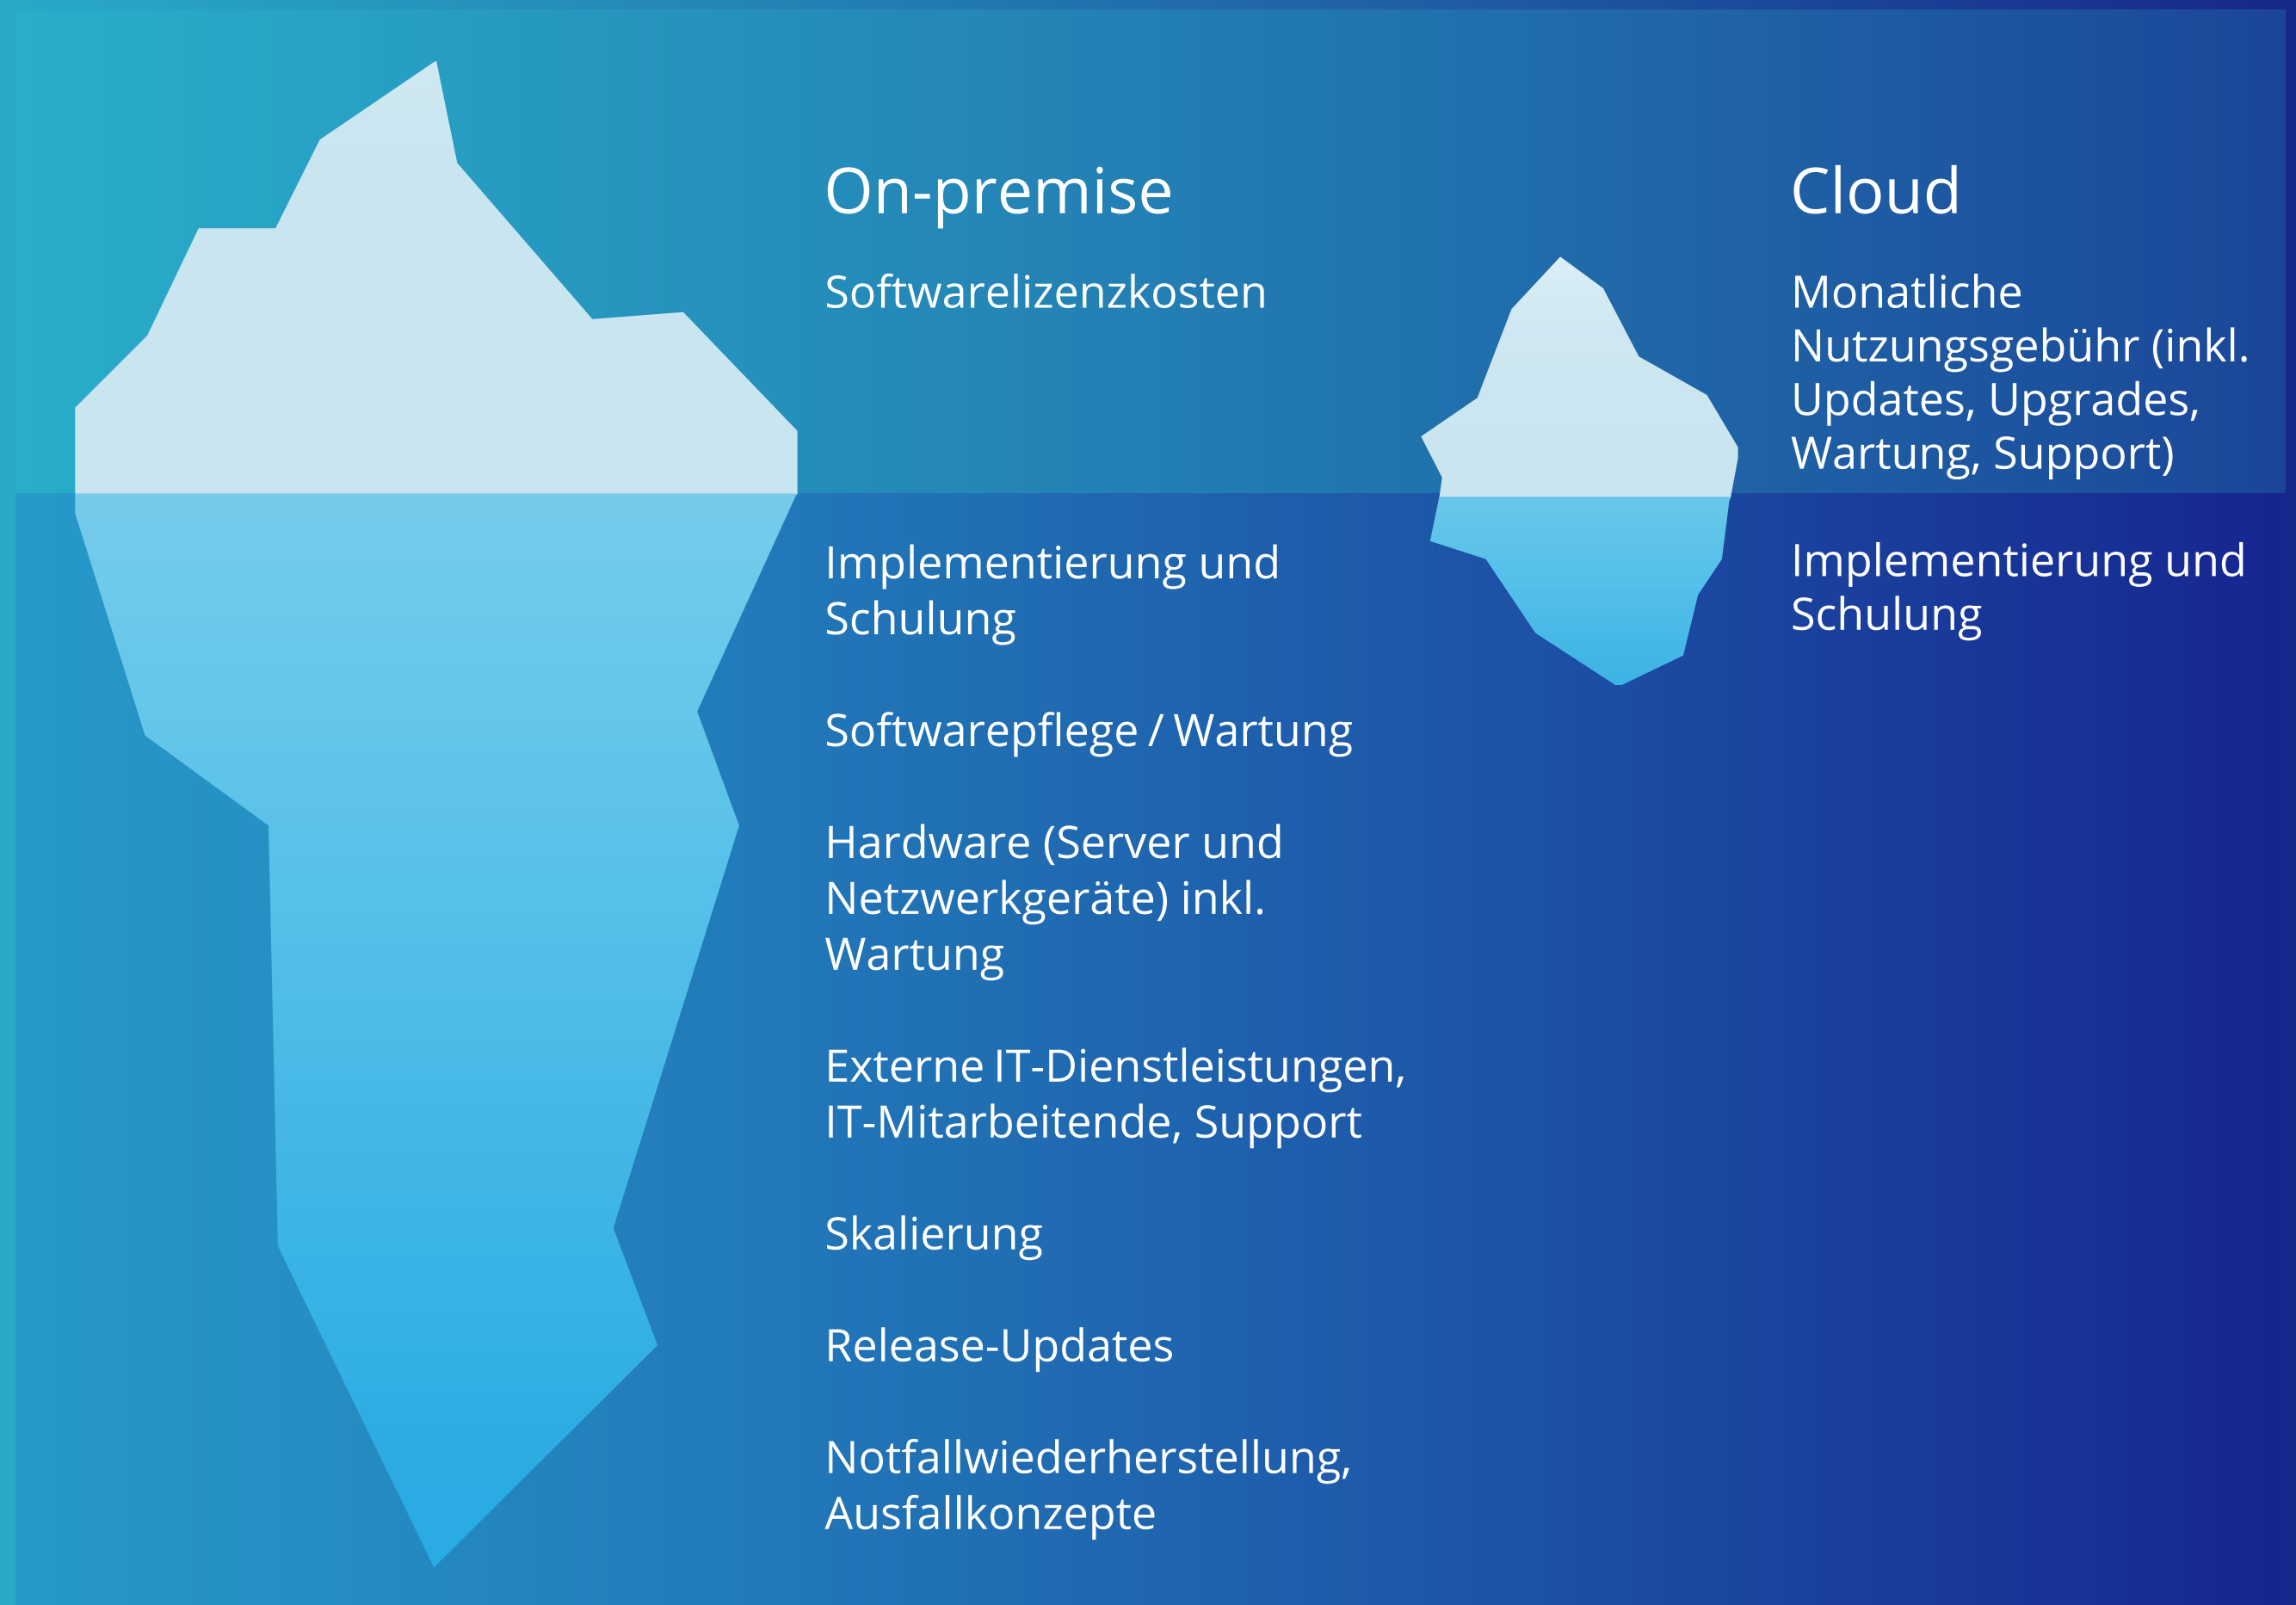 On-premise
Softwarelizenzkosten
Implementierung und
Schulung
Softwarepflege / Wartung
Hardware (Server und
Netzwerkgeräte) inkl.
Wartung
Externe IT-Dienstleistungen,
IT-Mitarbeitende, Support
Skalierung
Release-Updates
Notfallwiederherstellung,
Ausfallkonzepte
Cloud
Monatliche
Nutzungsgebühr (inkl.
Updates, Upgrades,
Wartung, Support)
Implementierung und
Schulung